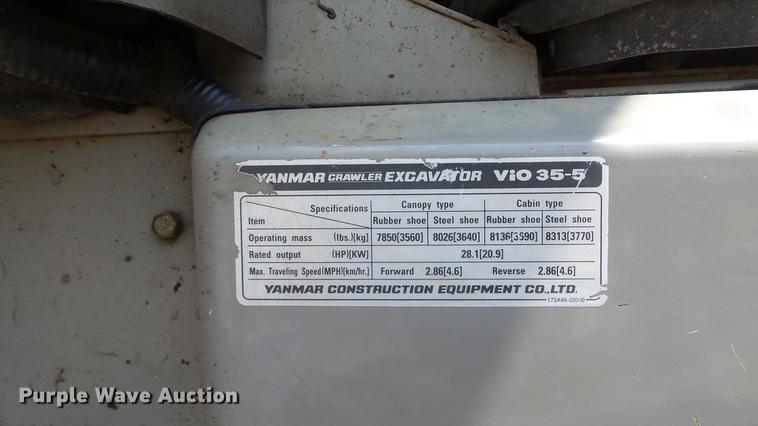 YANMAR CRAWLER EXCAVATOR ViO 35-5
Specifications Canopy type Cabin type
Item Rubber shoe Steel shoe Rubber shoe Steel shoe
Operating mass (lbs.)[kg] 7850[3560] 8026[3640] 8136[3690] 8313[3770]
Rated output (HP)[KW] 28.1[20.9]
Max. Traveling Speed(MPH)[km/hr.] Forward 2.86[4.6] Reverse 2.86[4.6]
YANMAR CONSTRUCTION EQUIPMENT CO.,LTD.
Purple Wave Auction